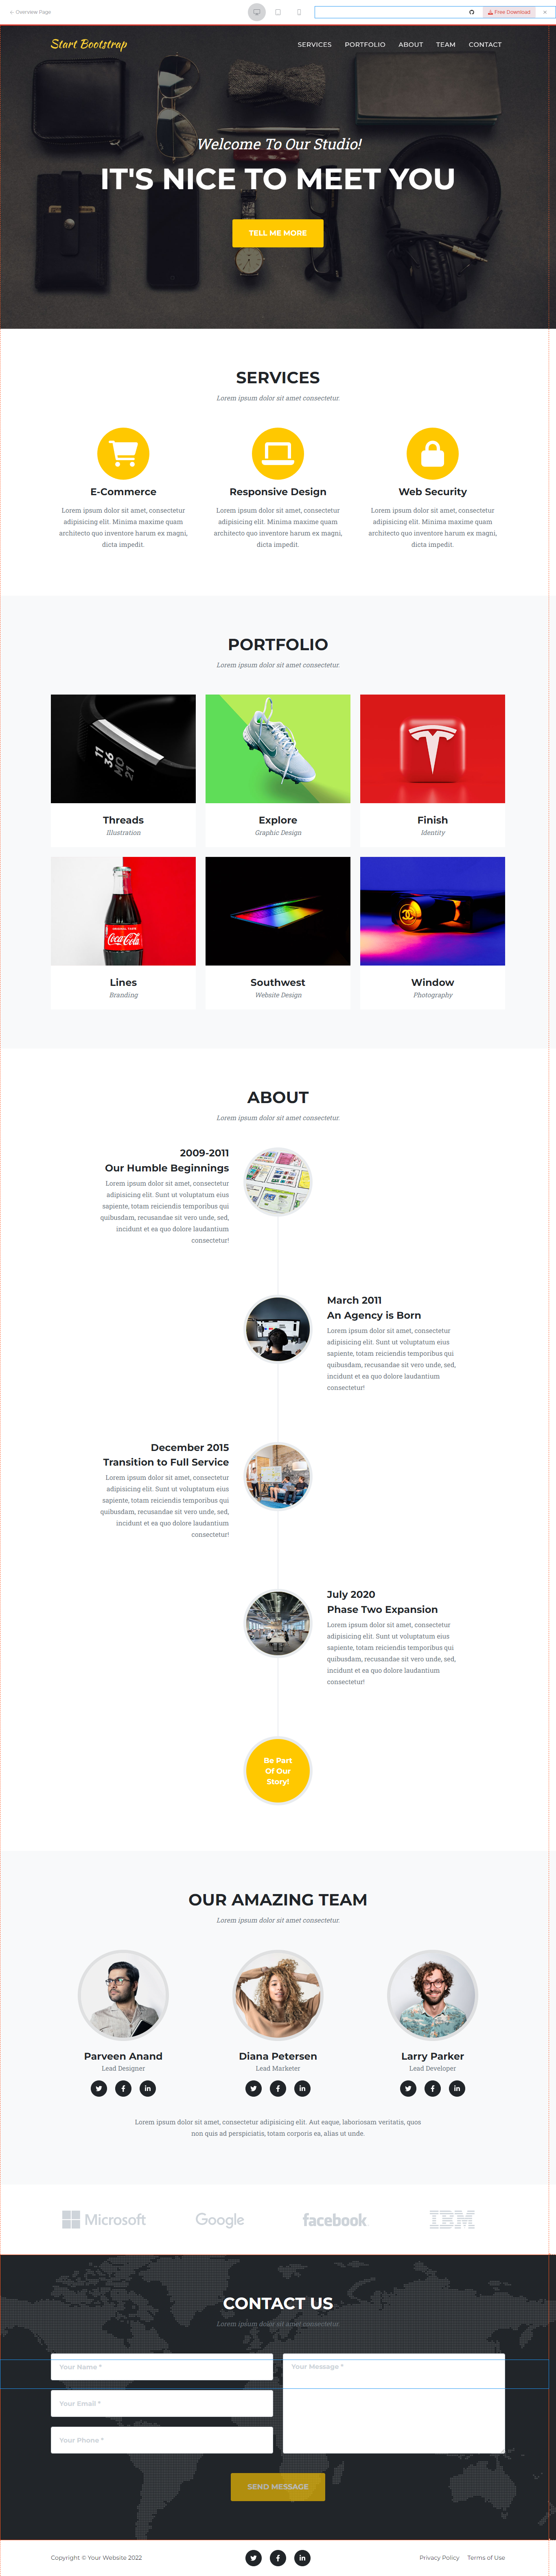 Overview Page
Free Download
Start Bootstrap
SERVICES PORTFOLIO ABOUT TEAM CONTACT
Welcome To Our Studio!
IT'S NICE TO MEET YOU
TELL ME MORE
SERVICES
Lorem ipsum dolor sit amet consectetur.
E-Commerce
Lorem ipsum dolor sit amet, consectetur
adipisicing elit. Minima maxime quam
architecto quo inventore harum ex magni,
dicta impedit.
Responsive Design
Lorem ipsum dolor sit amet, consectetur
adipisicing elit. Minima maxime quam
architecto quo inventore harum ex magni,
dicta impedit.
Web Security
Lorem ipsum dolor sit amet, consectetur
adipisicing elit. Minima maxime quam
architecto quo inventore harum ex magni,
dicta impedit.
PORTFOLIO
Lorem ipsum dolor sit amet consectetur.
11
36
MO
21
Threads
Illustration
Explore
Graphic Design
Finish
Identity
Coca-Cola
Lines
Branding
Southwest
Website Design
Window
Photography
ABOUT
Lorem ipsum dolor sit amet consectetur.
2009-2011
Our Humble Beginnings
Lorem ipsum dolor sit amet, consectetur
adipisicing elit. Sunt ut voluptatum eius
sapiente, totam reiciendis temporibus qui
quibusdam, recusandae sit vero unde, sed,
incidunt et ea quo dolore laudantium
consectetur!
March 2011
An Agency is Born
Lorem ipsum dolor sit amet, consectetur
adipisicing elit. Sunt ut voluptatum eius
sapiente, totam reiciendis temporibus qui
quibusdam, recusandae sit vero unde, sed,
incidunt et ea quo dolore laudantium
consectetur!
December 2015
Transition to Full Service
Lorem ipsum dolor sit amet, consectetur
adipisicing elit. Sunt ut voluptatum eius
sapiente, totam reiciendis temporibus qui
quibusdam, recusandae sit vero unde, sed,
incidunt et ea quo dolore laudantium
consectetur!
July 2020
Phase Two Expansion
Lorem ipsum dolor sit amet, consectetur
adipisicing elit. Sunt ut voluptatum eius
sapiente, totam reiciendis temporibus qui
quibusdam, recusandae sit vero unde, sed,
incidunt et ea quo dolore laudantium
consectetur!
Be Part
Of Our
Story!
OUR AMAZING TEAM
Lorem ipsum dolor sit amet consectetur.
Parveen Anand
Lead Designer
Diana Petersen
Lead Marketer
Larry Parker
Lead Developer
Lorem ipsum dolor sit amet, consectetur adipisicing elit. Aut eaque, laboriosam veritatis, quos
non quis ad perspiciatis, totam corporis ea, alias ut unde.
Microsoft Google facebook IBM
CONTACT US
Lorem ipsum dolor sit amet consectetur.
Your Name *
Your Email *
Your Phone *
Your Message *
SEND MESSAGE
Copyright © Your Website 2022
Privacy Policy Terms of Use